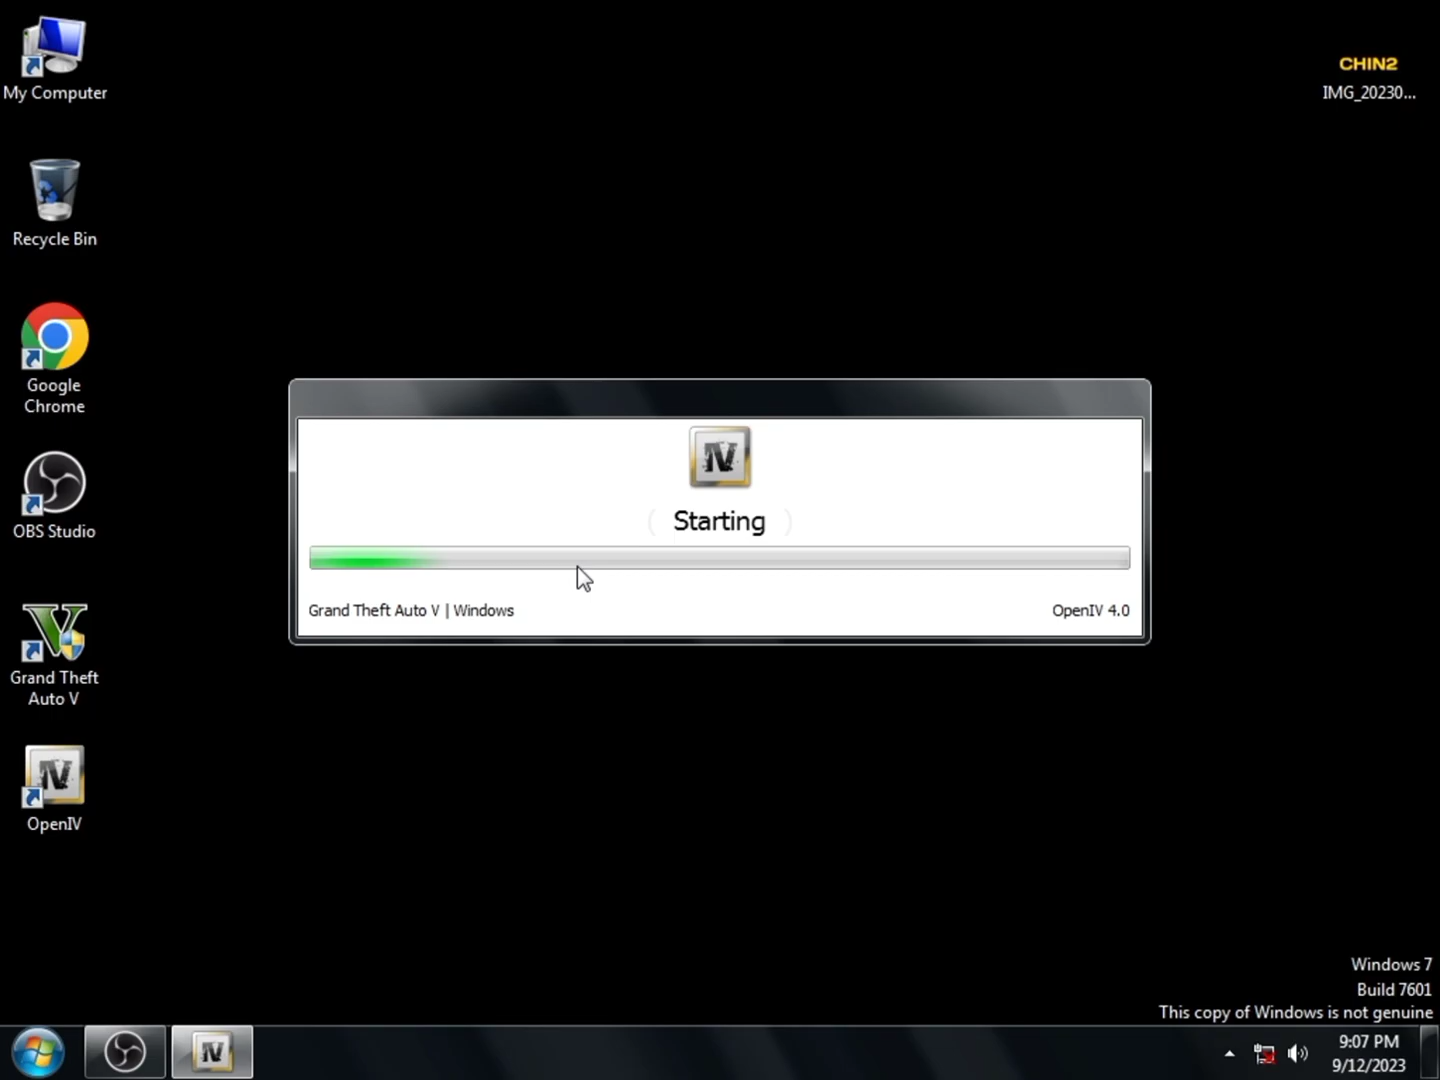 My Computer
Recycle Bin
Google
Chrome
OBS Studio
Grand Theft
Auto V
OpenIV
CHIN2
IMG_20230...
IV
Starting
Grand Theft Auto V | Windows
OpenIV 4.0
Windows 7
Build 7601
This copy of Windows is not genuine
9:07 PM
9/12/2023